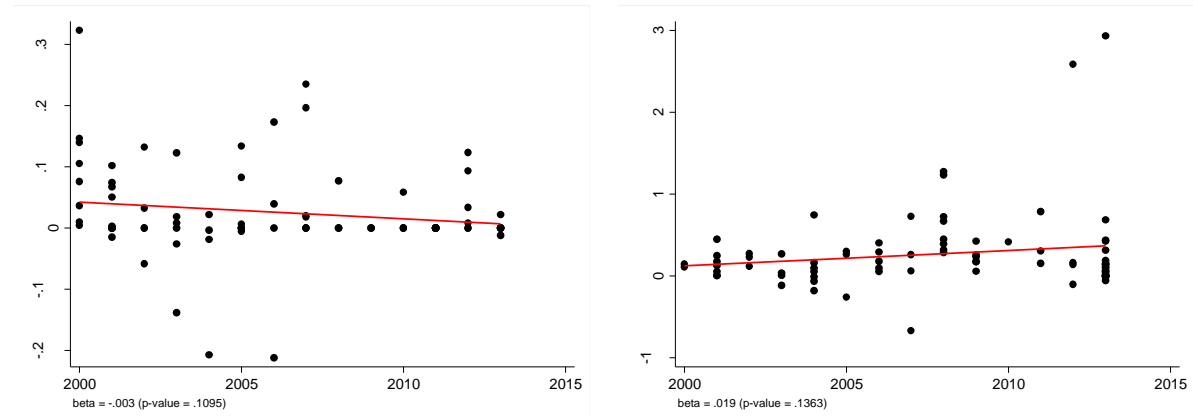 .3
.2
.1
0
-.1
-.2
2000 2005 2010 2015
beta = -.003 (p-value = .1095)
3
2
1
0
-1
2000 2005 2010 2015
beta = .019 (p-value = .1363)